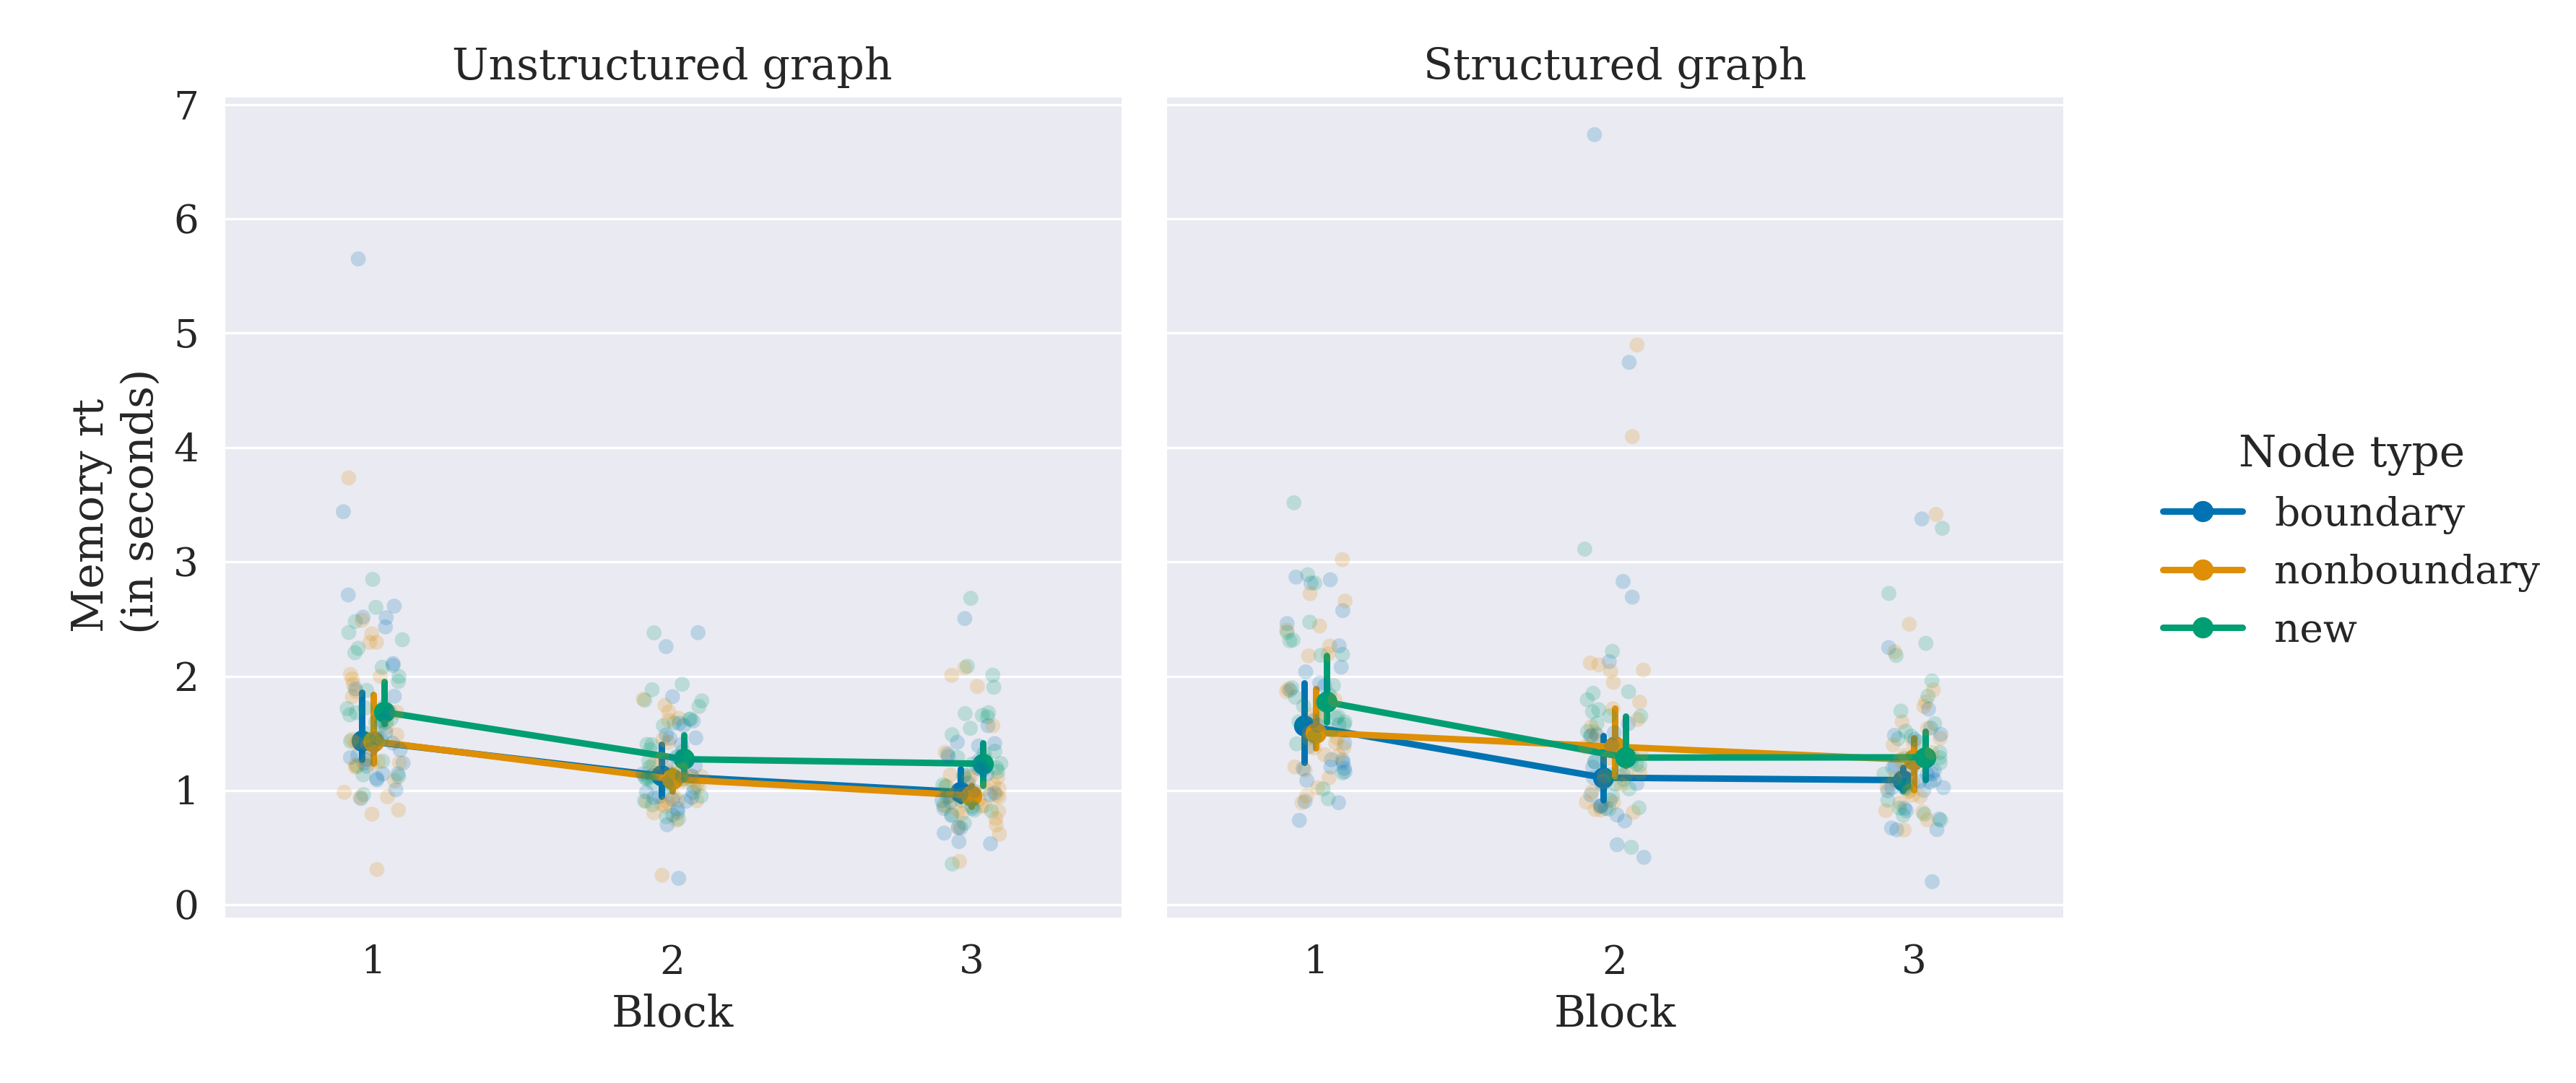 Unstructured graph
Structured graph
7
6
5
4
3
2
1
0
Memory rt
(in seconds)
1
2
3
Block
1
2
3
Block
Node type
boundary
nonboundary
new